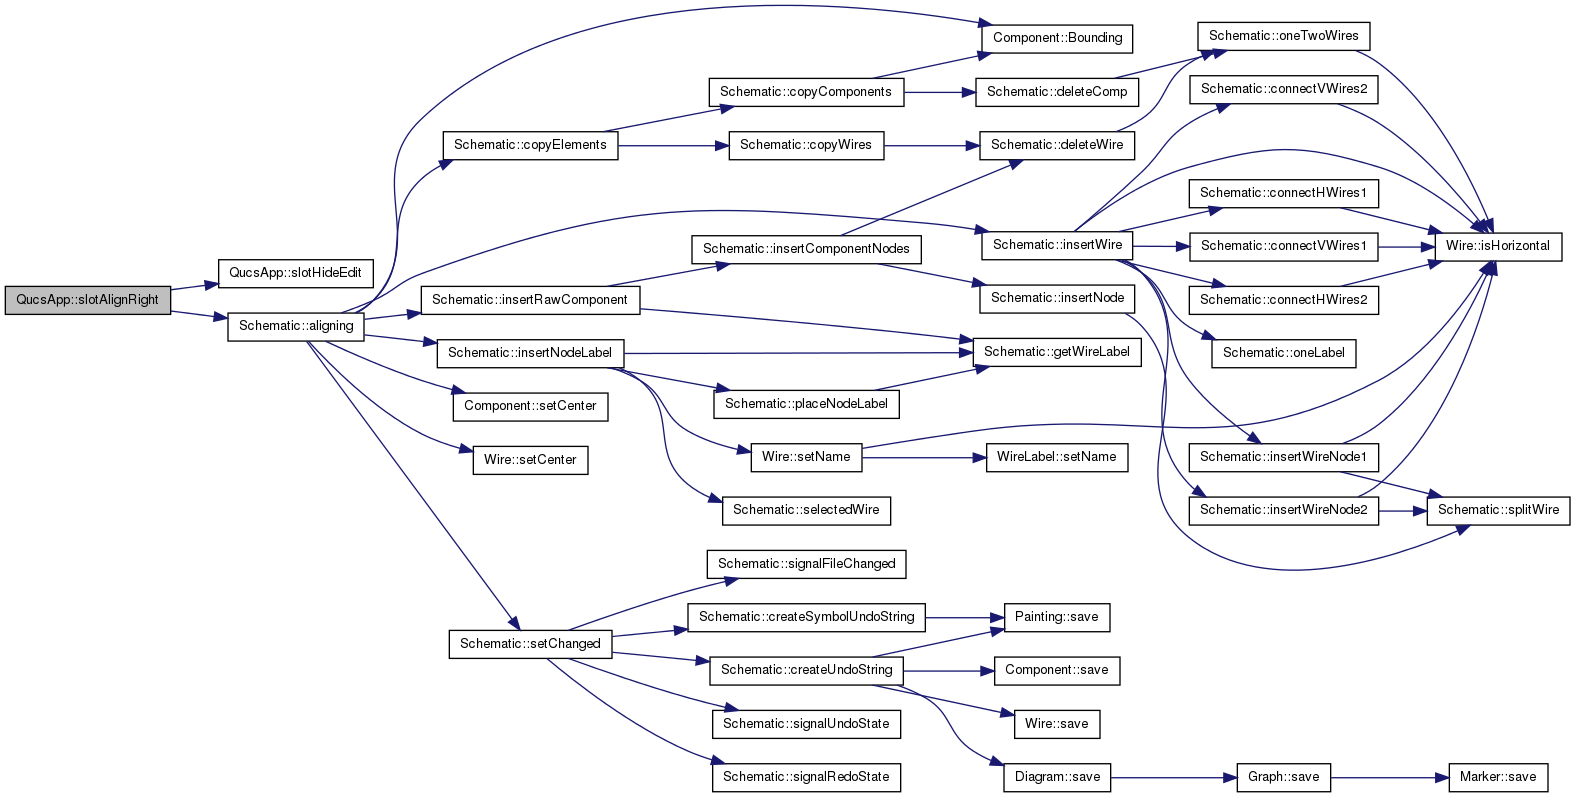 QucsApp::slotAlignRight
QucsApp::slotHideEdit
Schematic::aligning
Component::Bounding
Schematic::copyElements
Schematic::copyComponents
Schematic::deleteComp
Schematic::oneTwoWires
Wire::isHorizontal
Schematic::copyWires
Schematic::deleteWire
Schematic::insertWire
Schematic::connectVWires2
Schematic::connectHWires1
Schematic::connectVWires1
Schematic::connectHWires2
Schematic::oneLabel
Schematic::insertWireNode1
Schematic::insertWireNode2
Schematic::splitWire
Schematic::insertRawComponent
Schematic::insertComponentNodes
Schematic::insertNode
Schematic::getWireLabel
Schematic::insertNodeLabel
Schematic::placeNodeLabel
Wire::setName
WireLabel::setName
Schematic::selectedWire
Component::setCenter
Wire::setCenter
Schematic::setChanged
Schematic::signalFileChanged
Schematic::createSymbolUndoString
Painting::save
Schematic::createUndoString
Component::save
Wire::save
Diagram::save
Graph::save
Marker::save
Schematic::signalUndoState
Schematic::signalRedoState